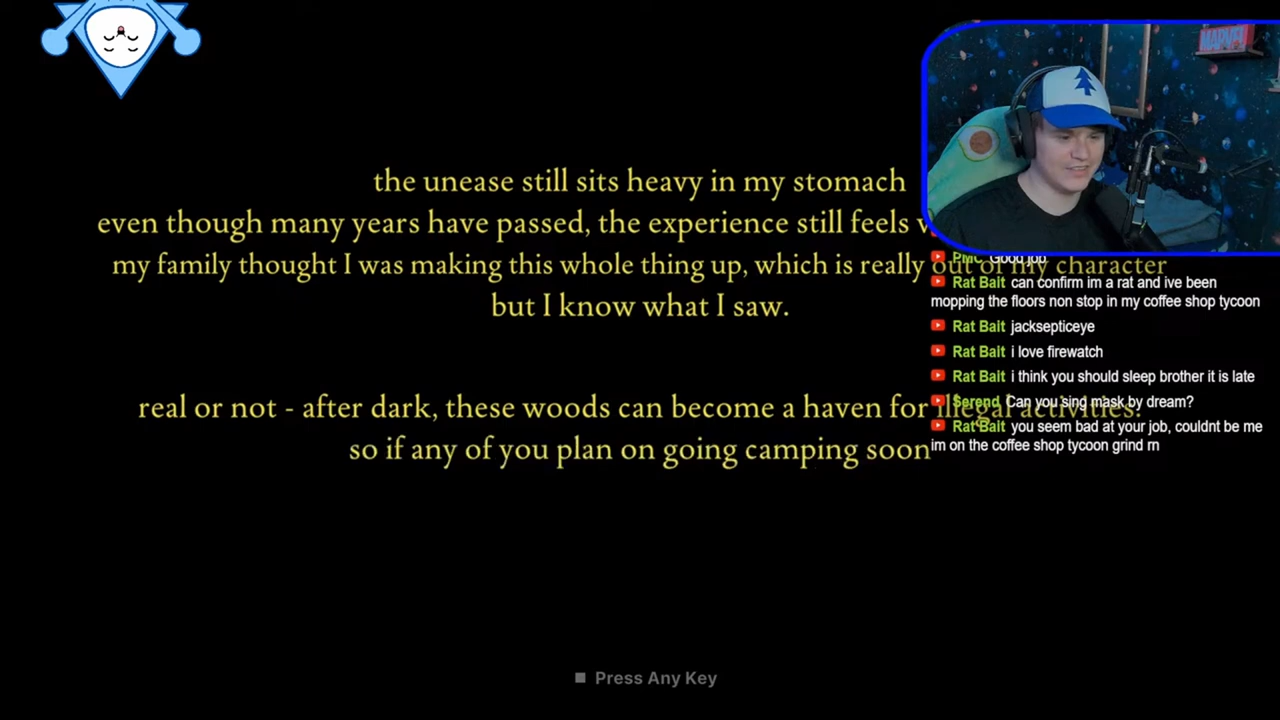 MARVEL
the unease still sits heavy in my stomach
even though many years have passed, the experience still feels
my family thought I was making this whole thing up, which is really out of my character
but I know what I saw.
real or not - after dark, these woods can become a haven for illegal activities.
so if any of you plan on going camping soon
PMC Good job
Rat Bait can confirm im a rat and ive been
mopping the floors non stop in my coffee shop tycoon
Rat Bait jacksepticeye
Rat Bait i love firewatch
Rat Bait i think you should sleep brother it is late
Serend Can you sing mask by dream?
Rat Bait you seem bad at your job, couldnt be me
im on the coffee shop tycoon grind rn
Press Any Key